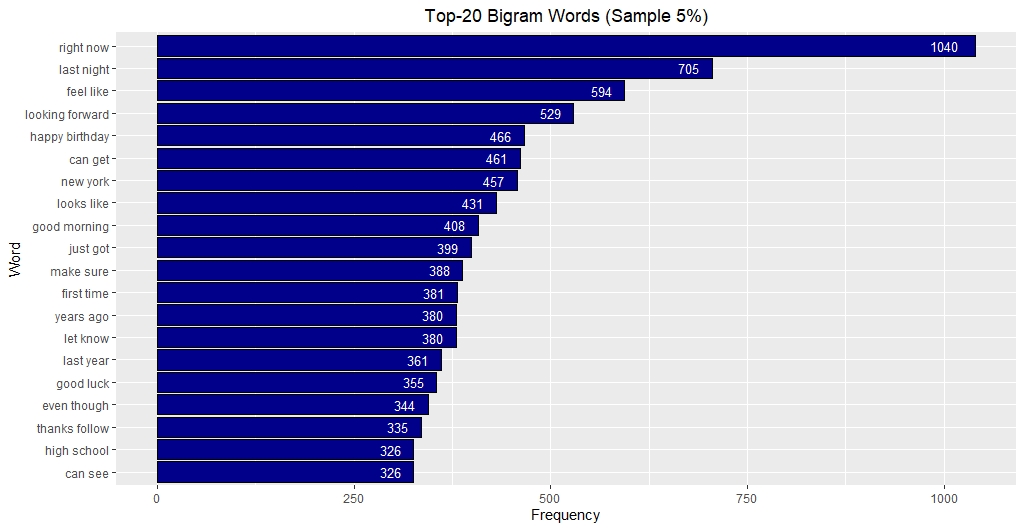 Top-20 Bigram Words (Sample 5%)
right now 1040
last night 705
feel like 594
looking forward 529
happy birthday 466
can get 461
new york 457
looks like 431
good morning 408
just got 399
make sure 388
first time 381
years ago 380
let know 380
last year 361
good luck 355
even though 344
thanks follow 335
high school 326
can see 326
Word
0 250 500 750 1000
Frequency